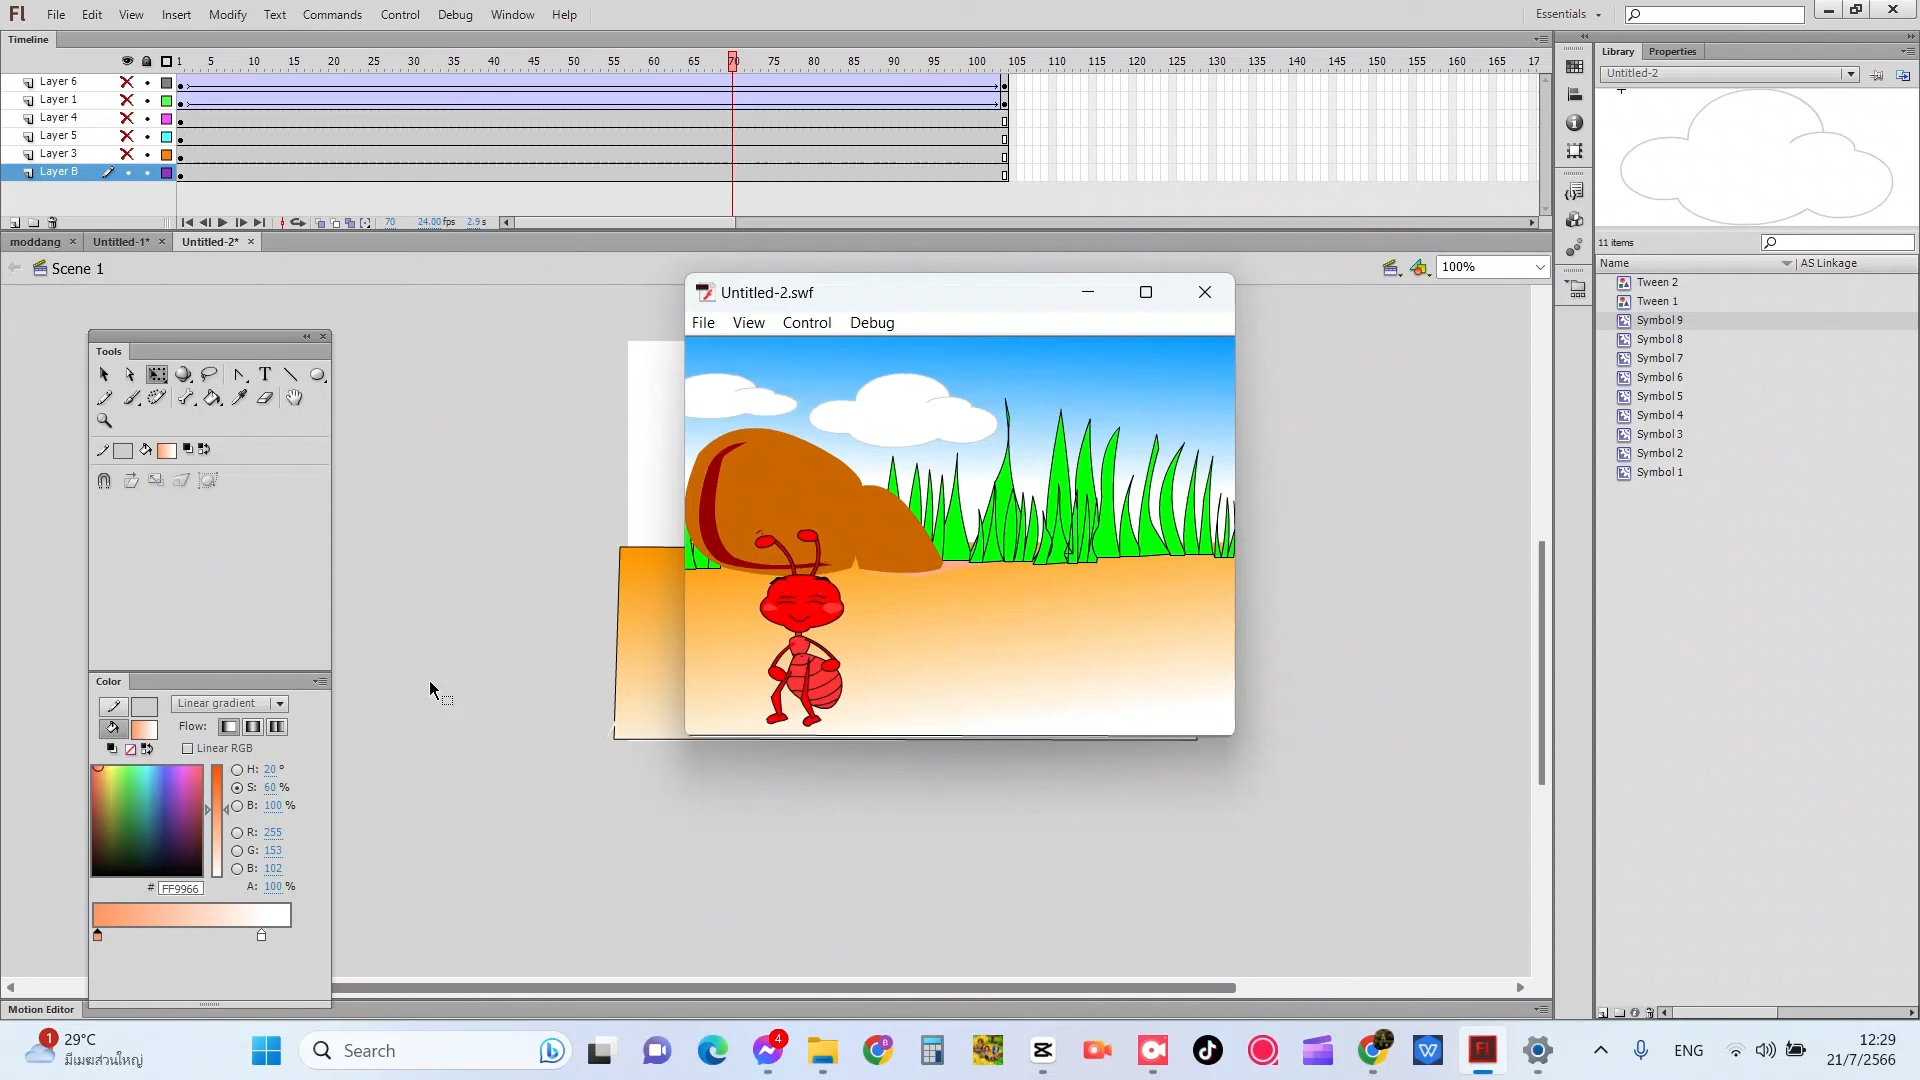 Fl File Edit View Insert Modify Text Commands Control Debug Window Help Essentials
Timeline
1 5 10 15 20 25 30 35 40 45 50 55 60 65 70 75 80 85 90 95 100 105 110 115 120 125 130 135 140 145 150 155 160 165 17
Layer 6
Layer 1
Layer 4
Layer 5
Layer 3
Layer B
70 24.00 fps 2.9 s
moddang Untitled-1* Untitled-2*
Scene 1
100%
Library Properties
Untitled-2
11 items
Name AS Linkage
Tween 2
Tween 1
Symbol 9
Symbol 8
Symbol 7
Symbol 6
Symbol 5
Symbol 4
Symbol 3
Symbol 2
Symbol 1
Untitled-2.swf
File View Control Debug
Tools
T
Color
Linear gradient
Flow:
Linear RGB
H: 20 °
S: 60 %
B: 100 %
R: 255
G: 153
B: 102
# FF9966
A: 100 %
Motion Editor
1
29°C
มีเมฆส่วนใหญ่
Search
4
B
W
Fl
ENG
12:29
21/7/2566